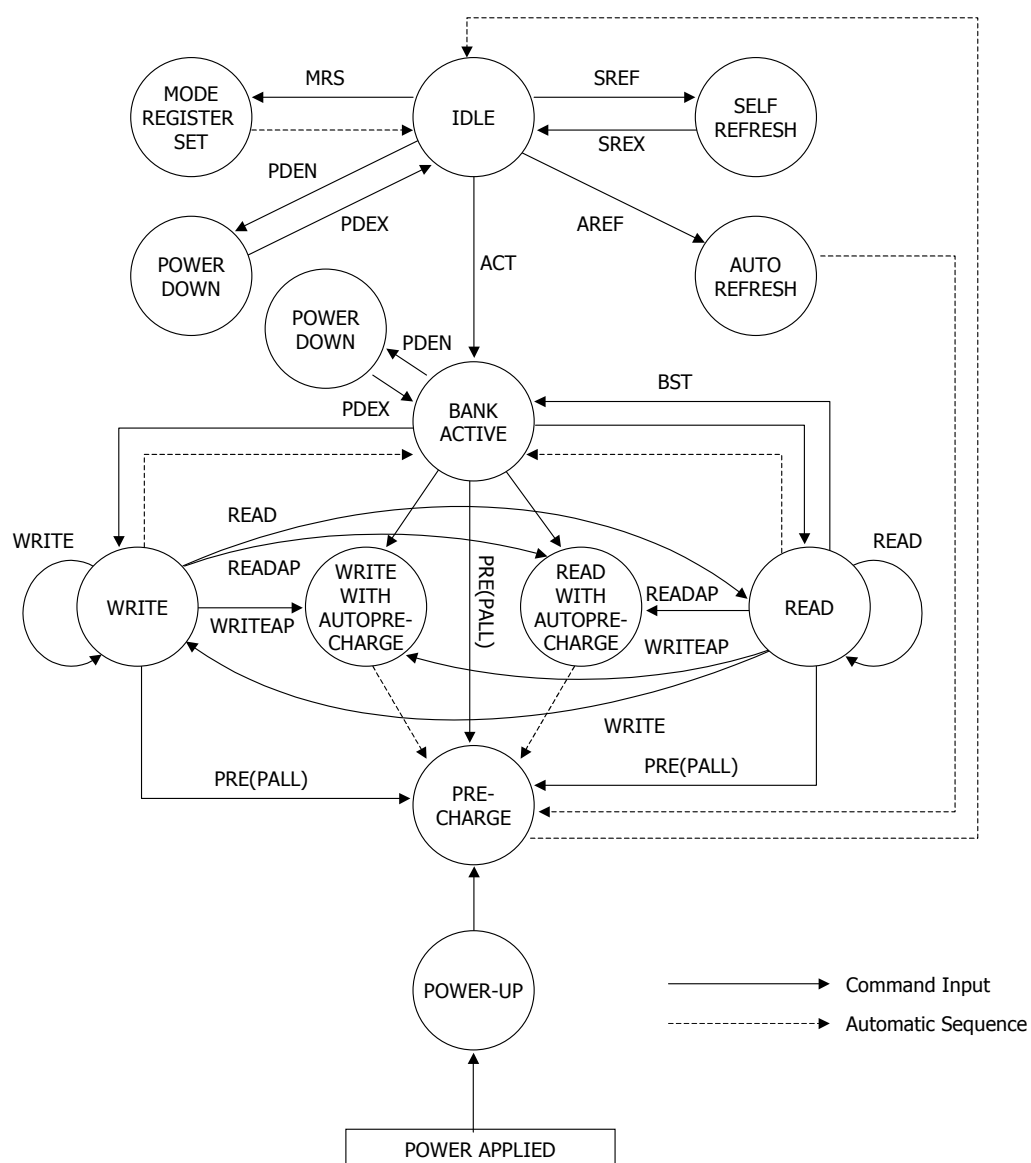 MRS
SREF
MODE
REGISTER
SET
IDLE
SELF
REFRESH
SREX
PDEN
PDEX
AREF
POWER
DOWN
ACT
AUTO
REFRESH
POWER
DOWN
PDEN
PDEX
BANK
ACTIVE
BST
WRITE
READ
READAP
READ
WRITE
WRITEAP
WRITE
WITH
AUTOPRE-
CHARGE
PRE(PALL)
READ
WITH
AUTOPRE-
CHARGE
READAP
WRITEAP
READ
WRITE
PRE(PALL)
PRE(PALL)
PRE-
CHARGE
POWER-UP
Command Input
Automatic Sequence
POWER APPLIED